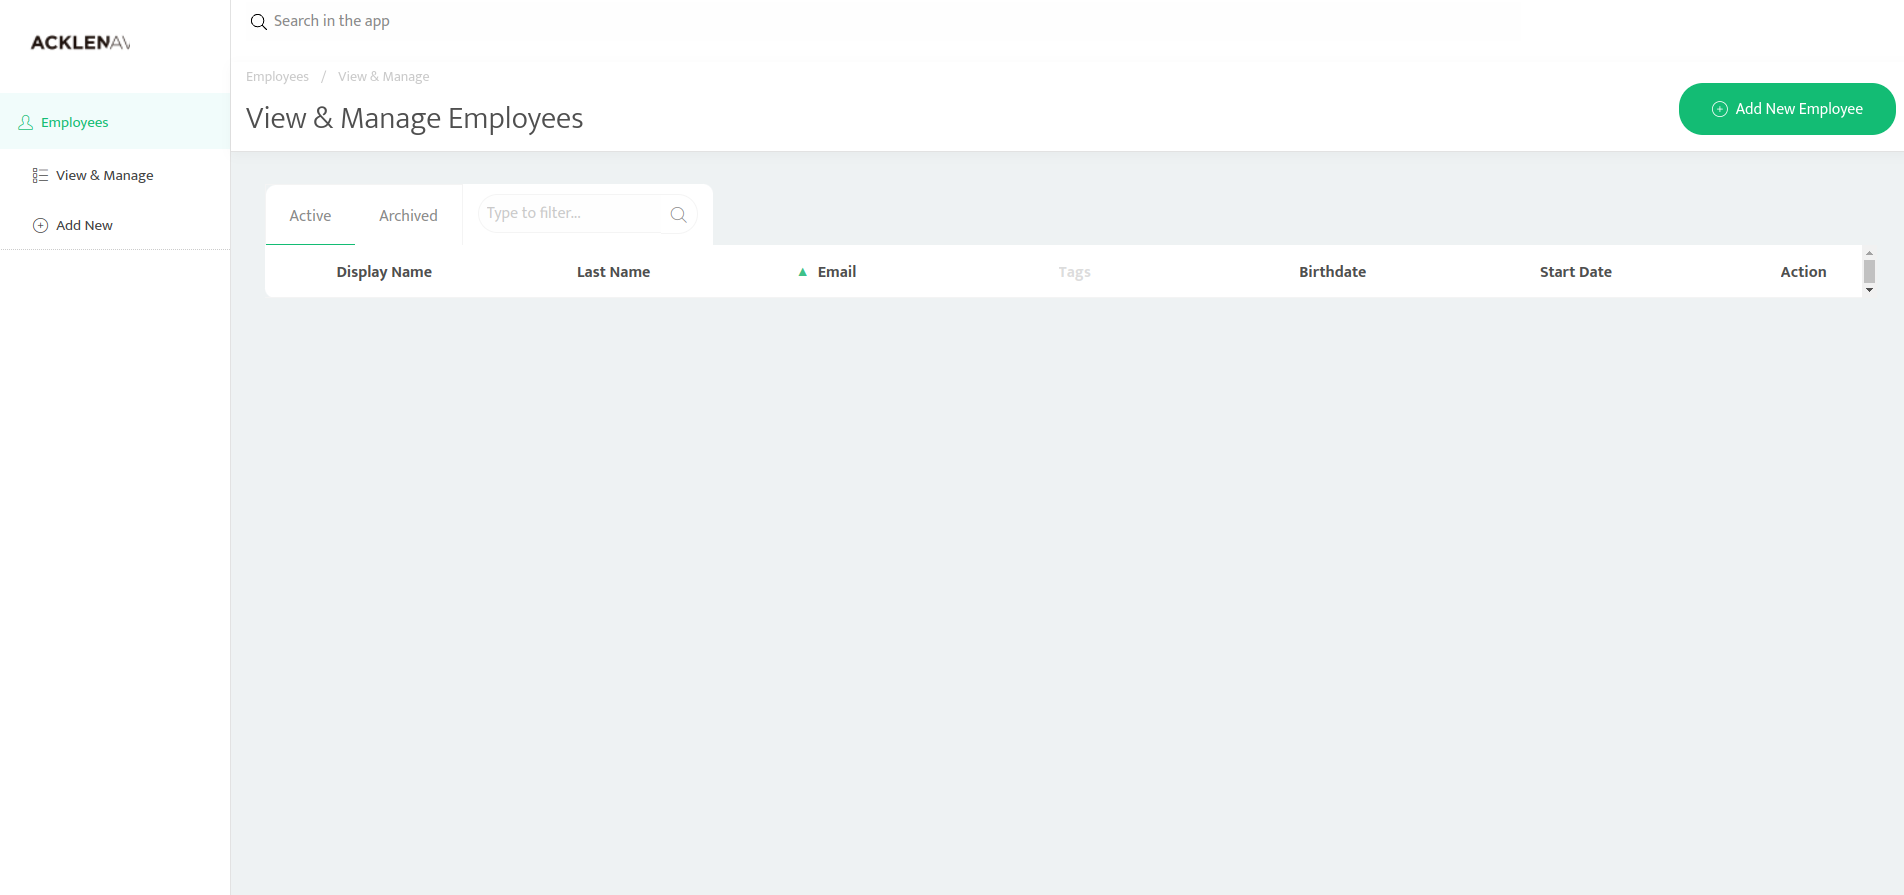 ACKLENAV
Search in the app
Employees / View & Manage
View & Manage Employees
Add New Employee
Employees
View & Manage
Add New
Active
Archived
Type to filter...
Display Name
Last Name
Email
Tags
Birthdate
Start Date
Action